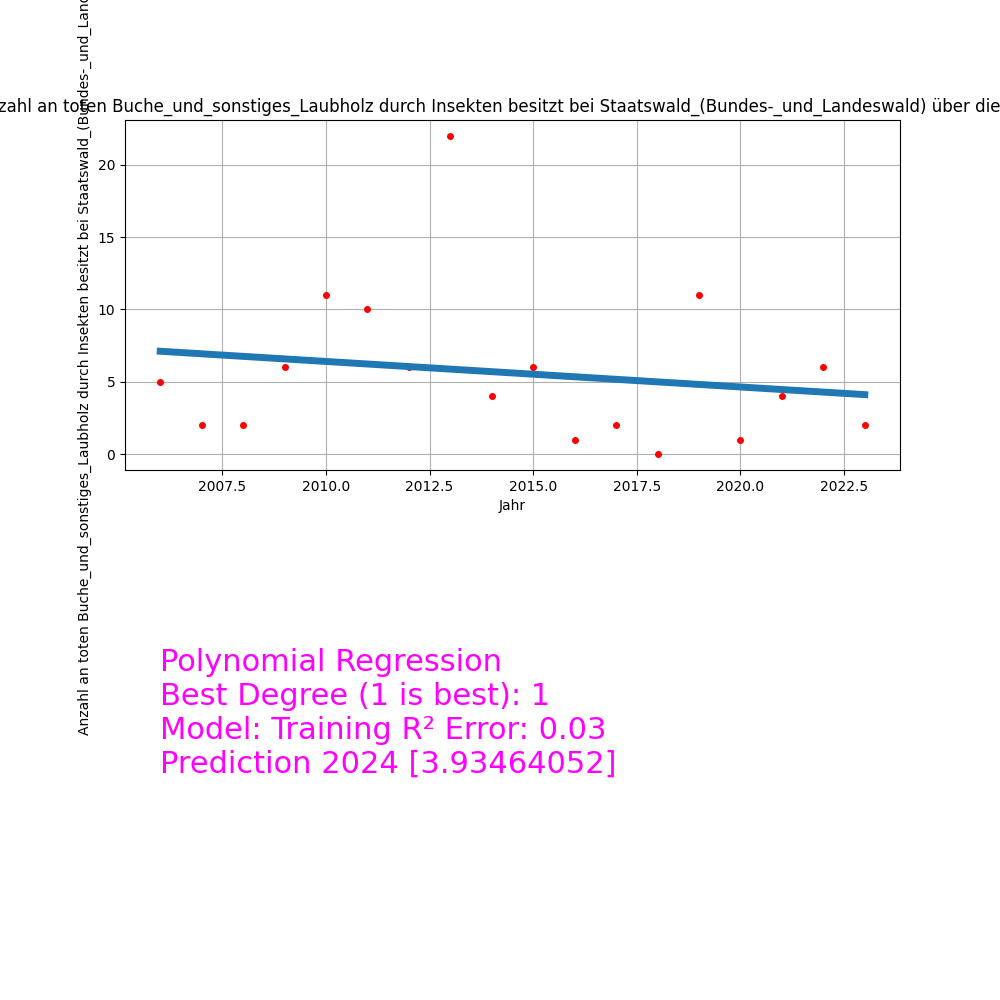 zahl an toten Buche_und_sonstiges_Laubholz durch Insekten besitzt bei Staatswald_(Bundes-_und_Landeswald) über die
Anzahl an toten Buche_und_sonstiges_Laubholz durch Insekten besitzt bei Staatswald_(Bundes-_und_Land
20
15
10
5
0
2007.5 2010.0 2012.5 2015.0 2017.5 2020.0 2022.5
Jahr
Polynomial Regression
Best Degree (1 is best): 1
Model: Training R² Error: 0.03
Prediction 2024 [3.93464052]